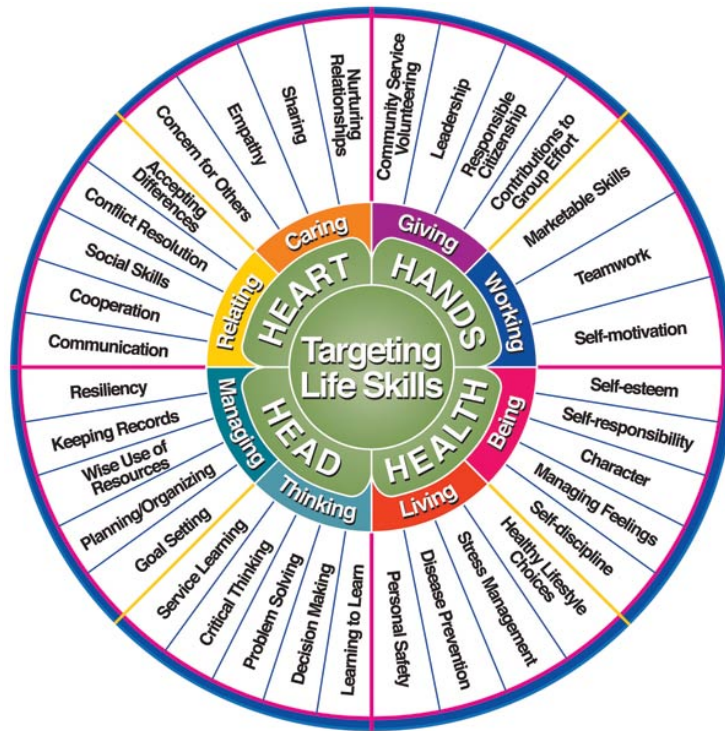 Targeting
Life Skills
HEART
HANDS
HEALTH
HEAD
Caring
Giving
Working
Being
Living
Thinking
Managing
Relating
Nurturing
Relationships
Sharing
Empathy
Concern for Others
Accepting
Differences
Conflict Resolution
Social Skills
Cooperation
Communication
Community Service
Volunteering
Leadership
Responsible
Citizenship
Contributions to
Group Effort
Marketable Skills
Teamwork
Self-motivation
Self-esteem
Self-responsibility
Character
Managing Feelings
Self-discipline
Healthy Lifestyle
Choices
Stress Management
Disease Prevention
Personal Safety
Learning to Learn
Decision Making
Problem Solving
Critical Thinking
Service Learning
Goal Setting
Planning/Organizing
Wise Use of
Resources
Keeping Records
Resiliency